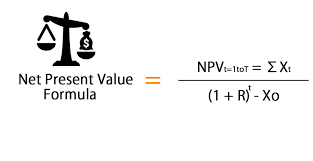 Net Present Value
Formula
=
NPVt=1toT = Σ Xt
(1 + R)t - Xo